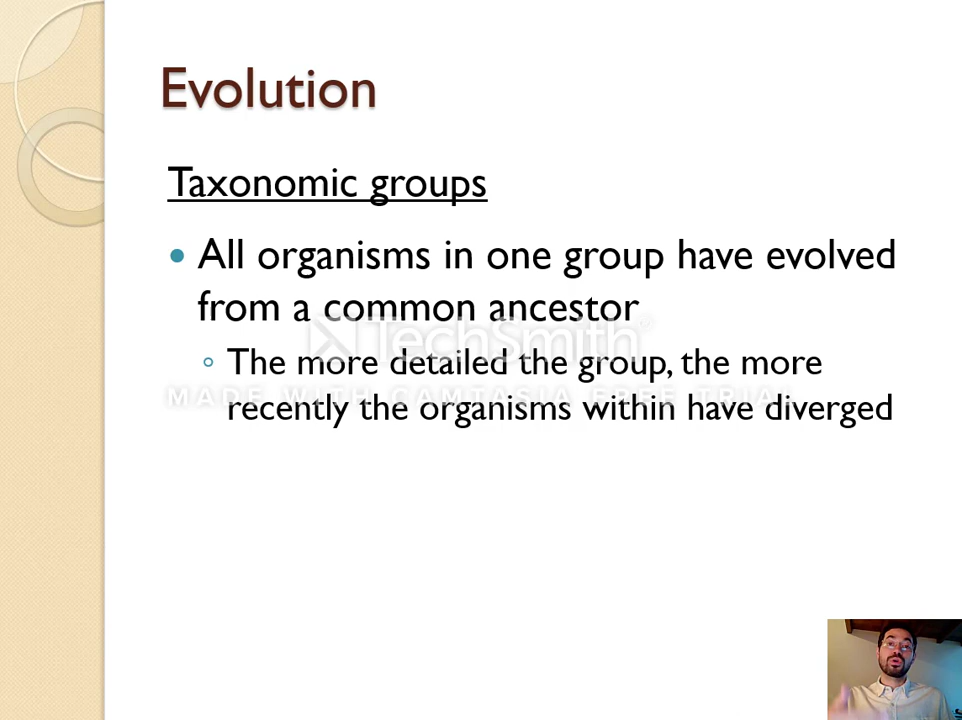 Evolution
Taxonomic groups
All organisms in one group have evolved
from a common ancestor
TechSmith
The more detailed the group, the more
MADE WITH CAMTASIA FREE TRIAL
recently the organisms within have diverged